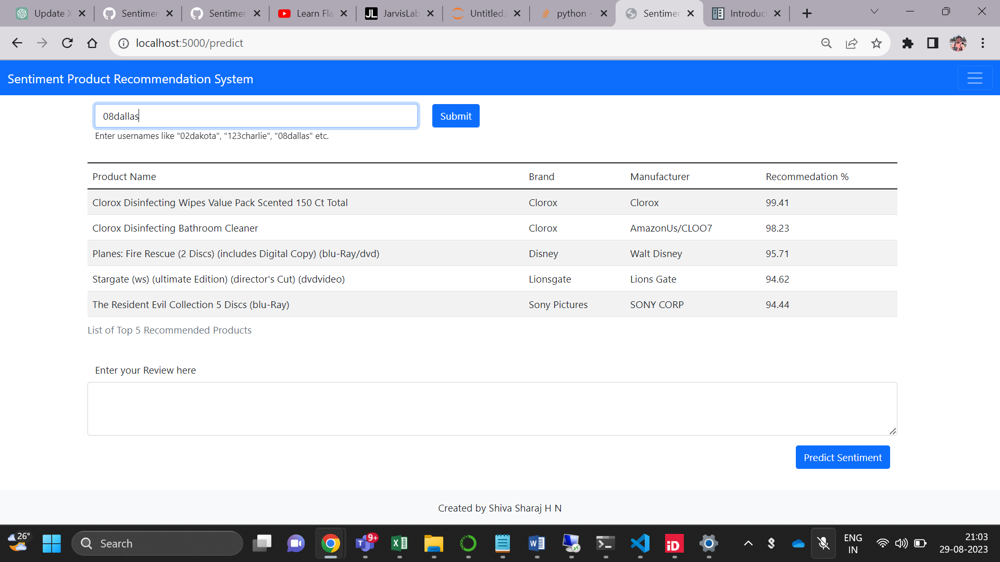 Update X
Sentimen
Sentimen
Learn Fla
JarvisLab
Untitled.i
python -
Sentimen
Introduct
localhost:5000/predict
Sentiment Product Recommendation System
08dallas
Submit
Enter usernames like "02dakota", "123charlie", "08dallas" etc.
Product Name Brand Manufacturer Recommedation %
Clorox Disinfecting Wipes Value Pack Scented 150 Ct Total Clorox Clorox 99.41
Clorox Disinfecting Bathroom Cleaner Clorox AmazonUs/CLOO7 98.23
Planes: Fire Rescue (2 Discs) (includes Digital Copy) (blu-Ray/dvd) Disney Walt Disney 95.71
Stargate (ws) (ultimate Edition) (director's Cut) (dvdvideo) Lionsgate Lions Gate 94.62
The Resident Evil Collection 5 Discs (blu-Ray) Sony Pictures SONY CORP 94.44
List of Top 5 Recommended Products
Enter your Review here
Predict Sentiment
Created by Shiva Sharaj H N
26°
Search
9+
ENG
IN
21:03
29-08-2023